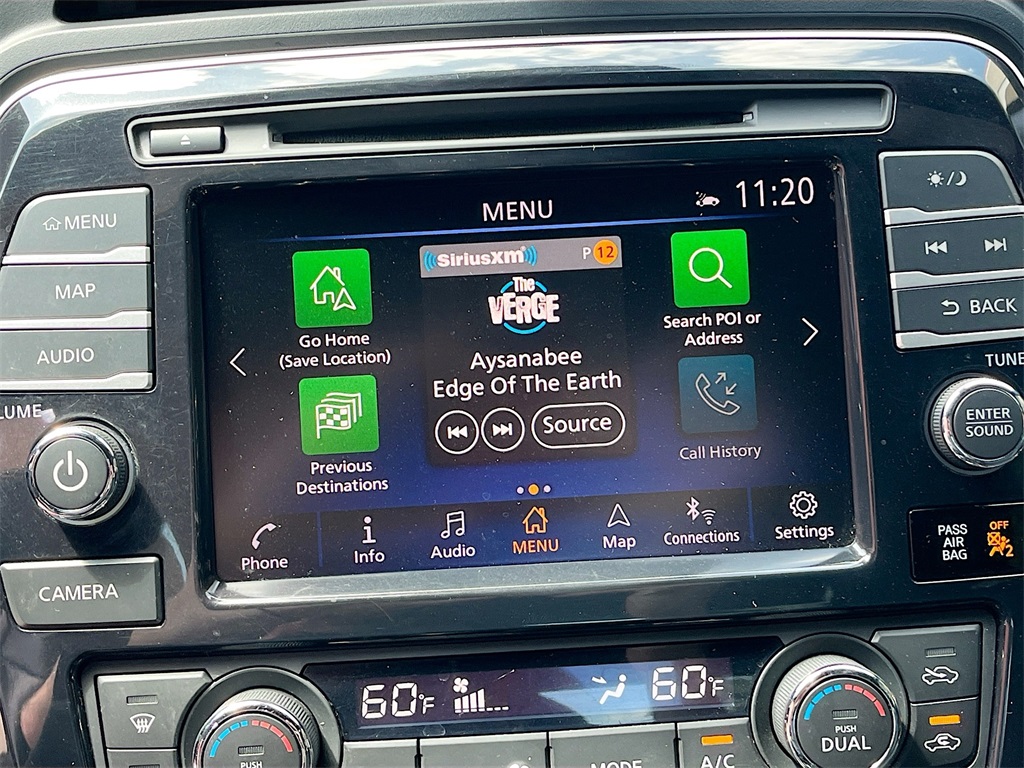 MENU
MAP
AUDIO
MENU
11:20
BACK
SiriusXM
P 12
The
VERGE
Go Home
(Save Location)
Aysanabee
Edge Of The Earth
Source
Search POI or
Address
Previous
Destinations
Call History
Phone
i
Info
Audio
MENU
Map
Connections
Settings
LUME
TUNE
ENTER
SOUND
CAMERA
PASS
AIR
BAG
OFF
2
60°F
60°F
PUSH
MODE
A/C
PUSH
DUAL